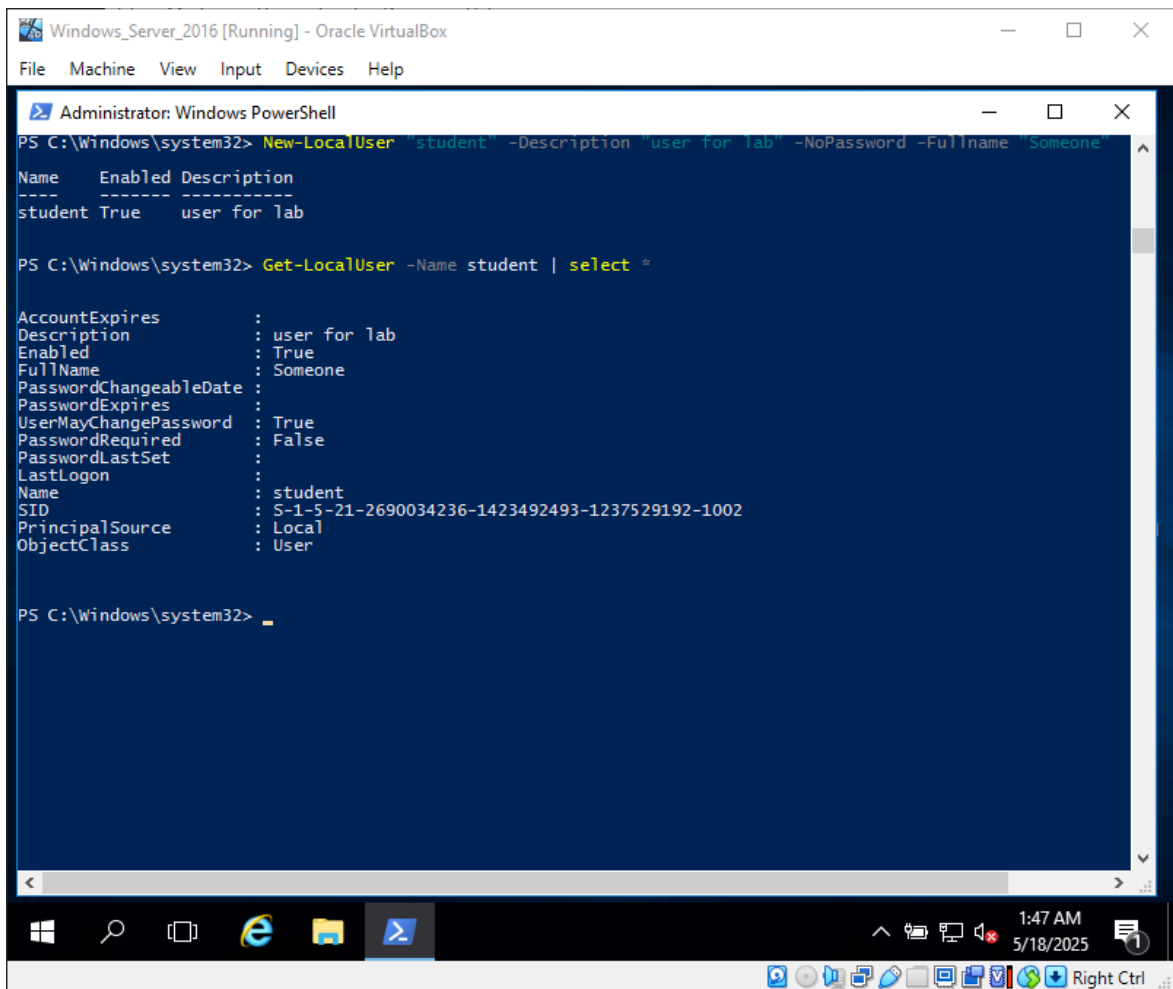 Windows_Server_2016 [Running] - Oracle VirtualBox
File Machine View Input Devices Help
Administrator: Windows PowerShell
PS C:\Windows\system32> New-LocalUser "student" -Description "user for lab" -NoPassword -Fullname "Someone"
Name Enabled Description
---- ------- -----------
student True user for lab
PS C:\Windows\system32> Get-LocalUser -Name student | select *
AccountExpires :
Description : user for lab
Enabled : True
FullName : Someone
PasswordChangeableDate :
PasswordExpires :
UserMayChangePassword : True
PasswordRequired : False
PasswordLastSet :
LastLogon :
Name : student
SID : S-1-5-21-2690034236-1423492493-1237529192-1002
PrincipalSource : Local
ObjectClass : User
PS C:\Windows\system32> _
1:47 AM
5/18/2025
1
Right Ctrl